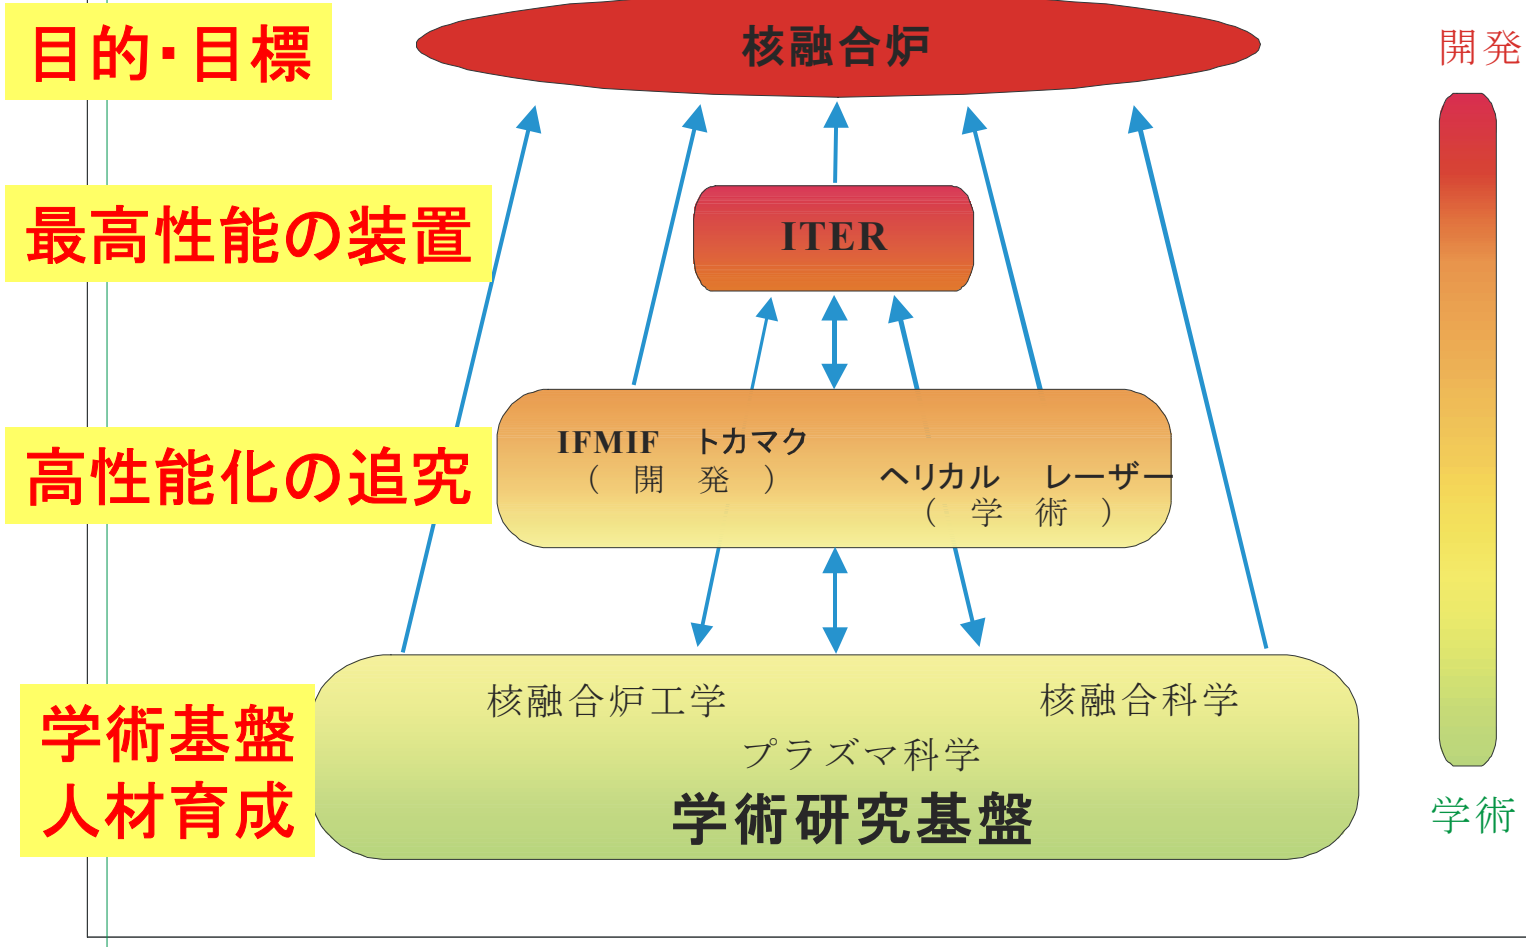 目的・目標
核融合炉
開発
最高性能の装置
ITER
高性能化の追究
IFMIF　トカマク
（　開　発　）
ヘリカル　レーザー
（　学　術　）
学術基盤
人材育成
核融合炉工学
核融合科学
プラズマ科学
学術研究基盤
学術